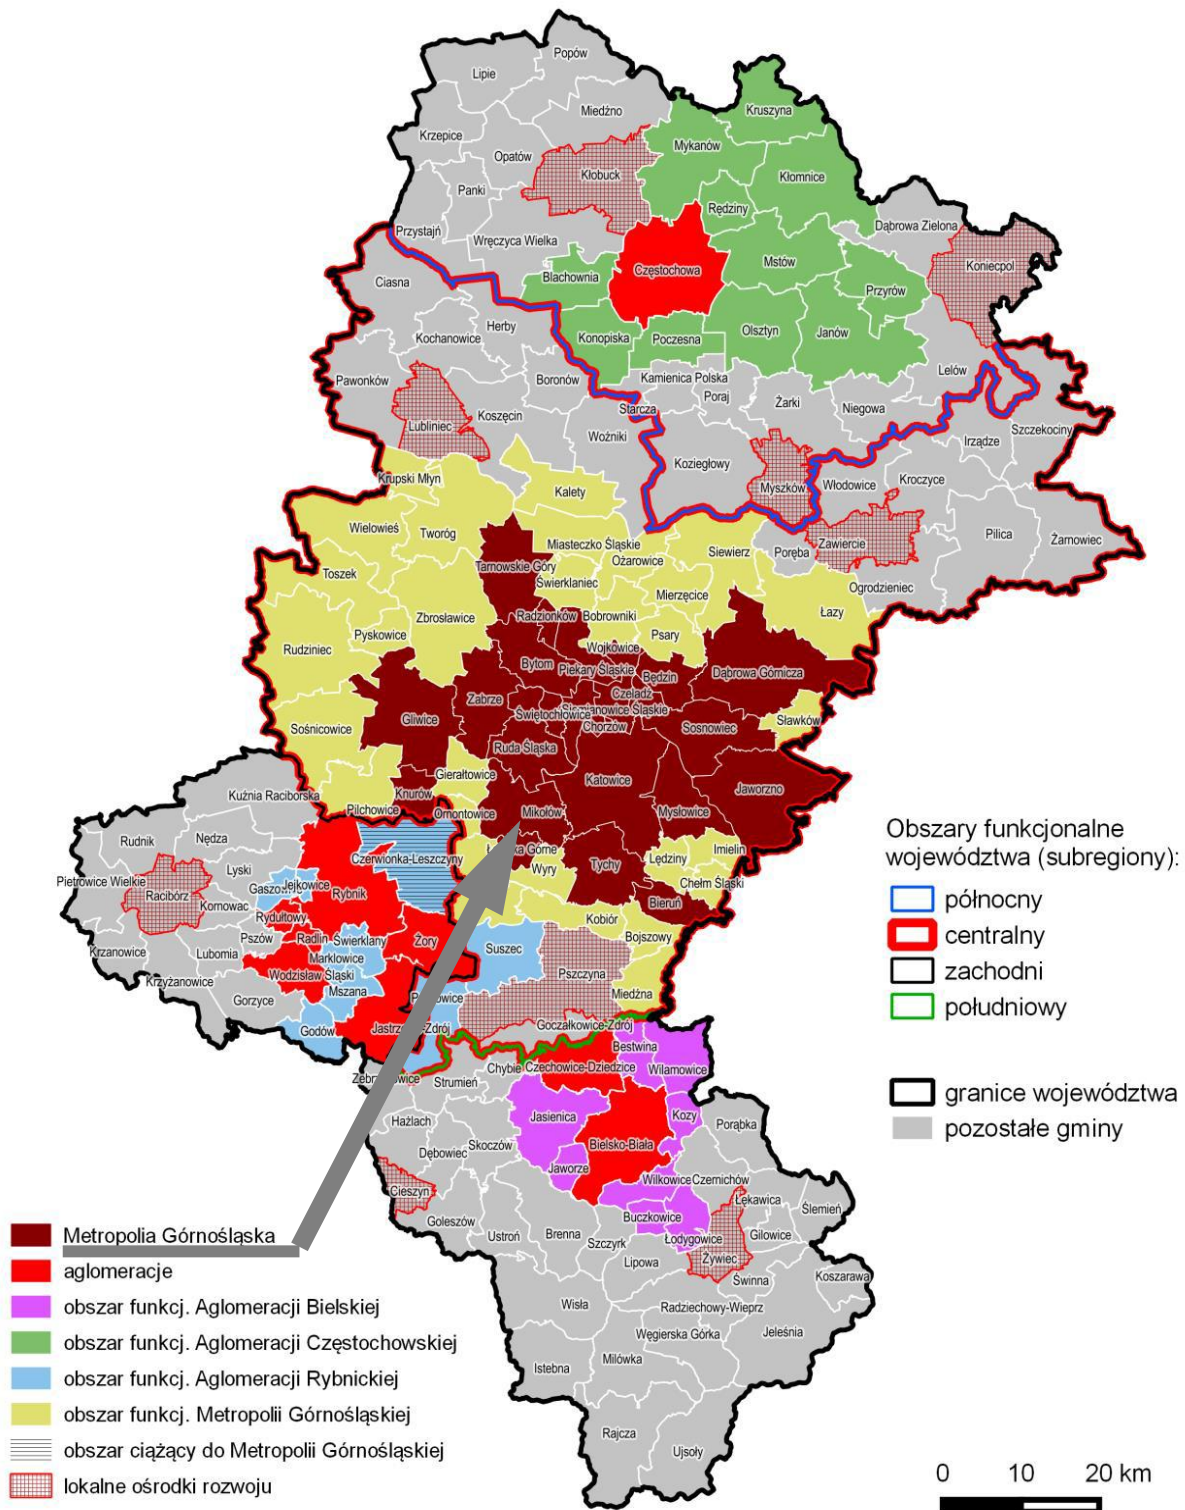 Popów
Lipie
Miedźno
Kruszyna
Krzepice
Mykanów
Opatów
Kłobuck
Kłomnice
Panki
Rędziny
Dąbrowa Zielona
Przystajń
Wręczyca Wielka
Koniecpol
Mstów
Częstochowa
Blachownia
Ciasna
Przyrów
Herby
Olsztyn
Janów
Kochanowice
Konopiska
Poczesna
Lelów
Boronów
Kamienica Polska
Pawonków
Poraj
Żarki
Niegowa
Koszęcin
Starcza
Lubliniec
Szczekociny
Woźniki
Irządze
Koziegłowy
Krupski Młyn
Włodowice
Kroczyce
Kalety
Myszków
Wielowieś
Tworóg
Pilica
Żarnowiec
Miasteczko Śląskie
Siewierz
Zawiercie
Poręba
Ożarowice
Tarnowskie Góry
Toszek
Świerklaniec
Ogrodzieniec
Mierzęcice
Łazy
Zbrosławice
Radzionków
Bobrowniki
Pyskowice
Psary
Rudziniec
Wojkowice
Bytom
Piekary Śląskie
Będzin
Dąbrowa Górnicza
Czeladź
Zabrze
Siemianowice Śląskie
Świętochłowice
Gliwice
Chorzów
Sosnowiec
Sławków
Sośnicowice
Ruda Śląska
Gierałtowice
Katowice
Jaworzno
Knurów
Kuźnia Raciborska
Pilchowice
Ornontowice
Mikołów
Mysłowice
Rudnik
Nędza
Imielin
Czerwionka-Leszczyny
Tychy
Lędziny
Wyry
Lyski
Pietrowice Wielkie
Chełm Śląski
Jejkowice
Racibórz
Rybnik
Bieruń
Kornowac
Rydułtowy
Kobiór
Pszów
Radlin
Świerklany
Żory
Bojszowy
Suszec
Lubomia
Krzanowice
Marklowice
Wodzisław Śląski
Pszczyna
Krzyżanowice
Mszana
Miedźna
Gorzyce
Godów
Goczałkowice-Zdrój
Bestwina
Chybie
Czechowice-Dziedzice
Wilamowice
Strumień
Hażlach
Jasienica
Kozy
Porąbka
Skoczów
Bielsko-Biała
Dębowiec
Jaworze
Cieszyn
Wilkowice
Czernichów
Łękawica
Ślemień
Goleszów
Buczkowice
Ustroń
Brenna
Łodygowice
Gilowice
Szczyrk
Żywiec
Lipowa
Świnna
Koszarawa
Wisła
Radziechowy-Wieprz
Węgierska Górka
Jeleśnia
Istebna
Milówka
Rajcza
Ujsoły
Obszary funkcjonalne
województwa (subregiony):
północny
centralny
zachodni
południowy
granice województwa
pozostałe gminy
Metropolia Górnośląska
aglomeracje
obszar funkcj. Aglomeracji Bielskiej
obszar funkcj. Aglomeracji Częstochowskiej
obszar funkcj. Aglomeracji Rybnickiej
obszar funkcj. Metropolii Górnośląskiej
obszar ciążący do Metropolii Górnośląskiej
lokalne ośrodki rozwoju
0 10 20 km